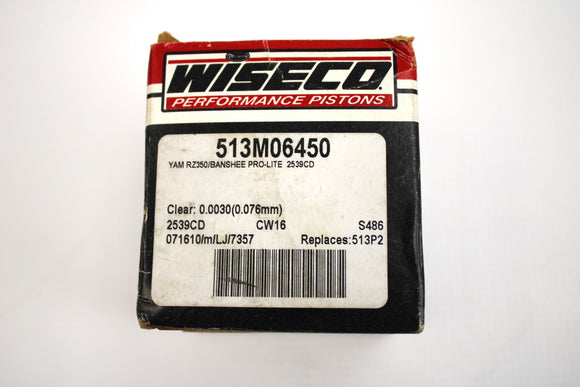 WISECO
PERFORMANCE PISTONS
513M06450
YAM RZ350/BANSHEE PRO-LITE 2539CD
Clear: 0.0030(0.076mm)
2539CD CW16 S486
071610/m/LJ/7357 Replaces:513P2